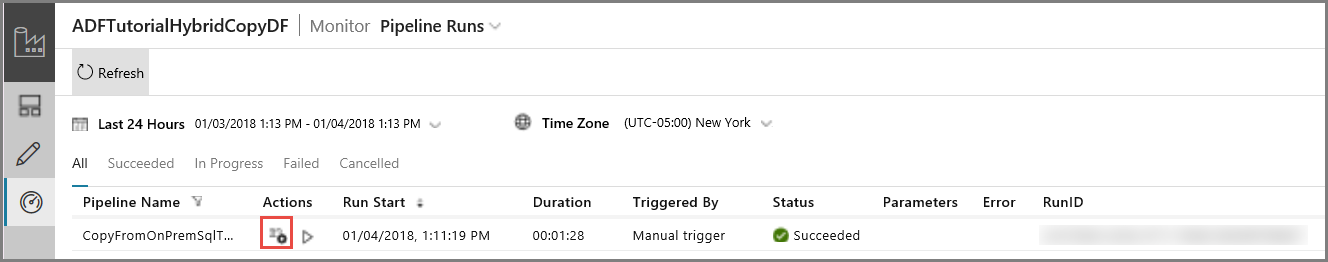 ADFTutorialHybridCopyDF | Monitor Pipeline Runs
Refresh
Last 24 Hours 01/03/2018 1:13 PM - 01/04/2018 1:13 PM Time Zone (UTC-05:00) New York
All Succeeded In Progress Failed Cancelled
Pipeline Name Actions Run Start Duration Triggered By Status Parameters Error RunID
CopyFromOnPremSqlT... 01/04/2018, 1:11:19 PM 00:01:28 Manual trigger Succeeded